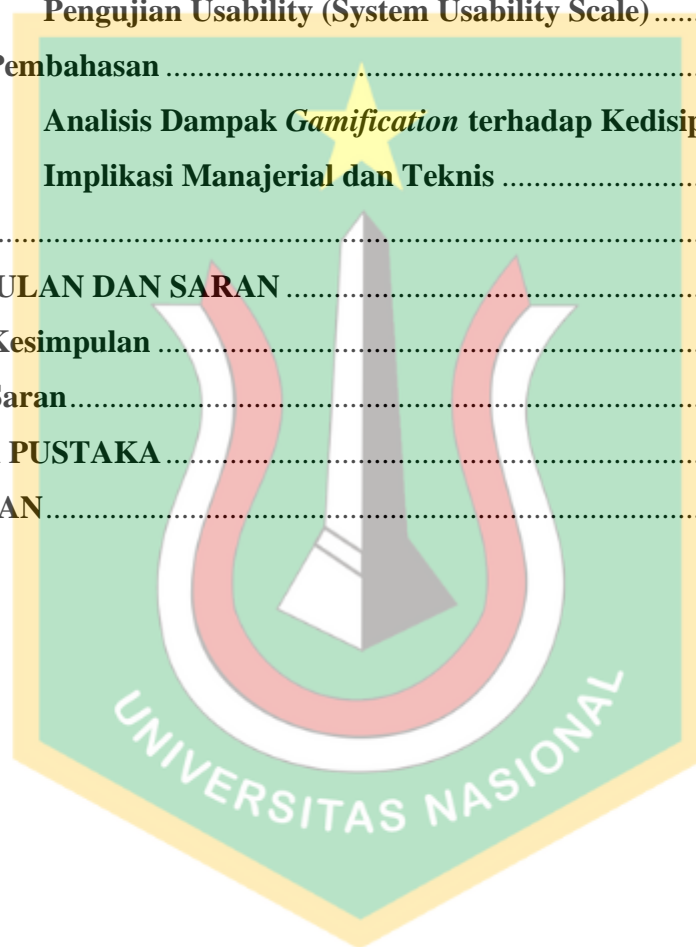 Pengujian Usability (System Usability Scale) ........
Pembahasan ........................................................................
Analisis Dampak Gamification terhadap Kedisip
Implikasi Manajerial dan Teknis ................................
................................................................................................
ULAN DAN SARAN ........................................................
Kesimpulan ........................................................................
Saran....................................................................................
PUSTAKA ........................................................................
AN........................................................................................
UNIVERSITAS NASIONAL